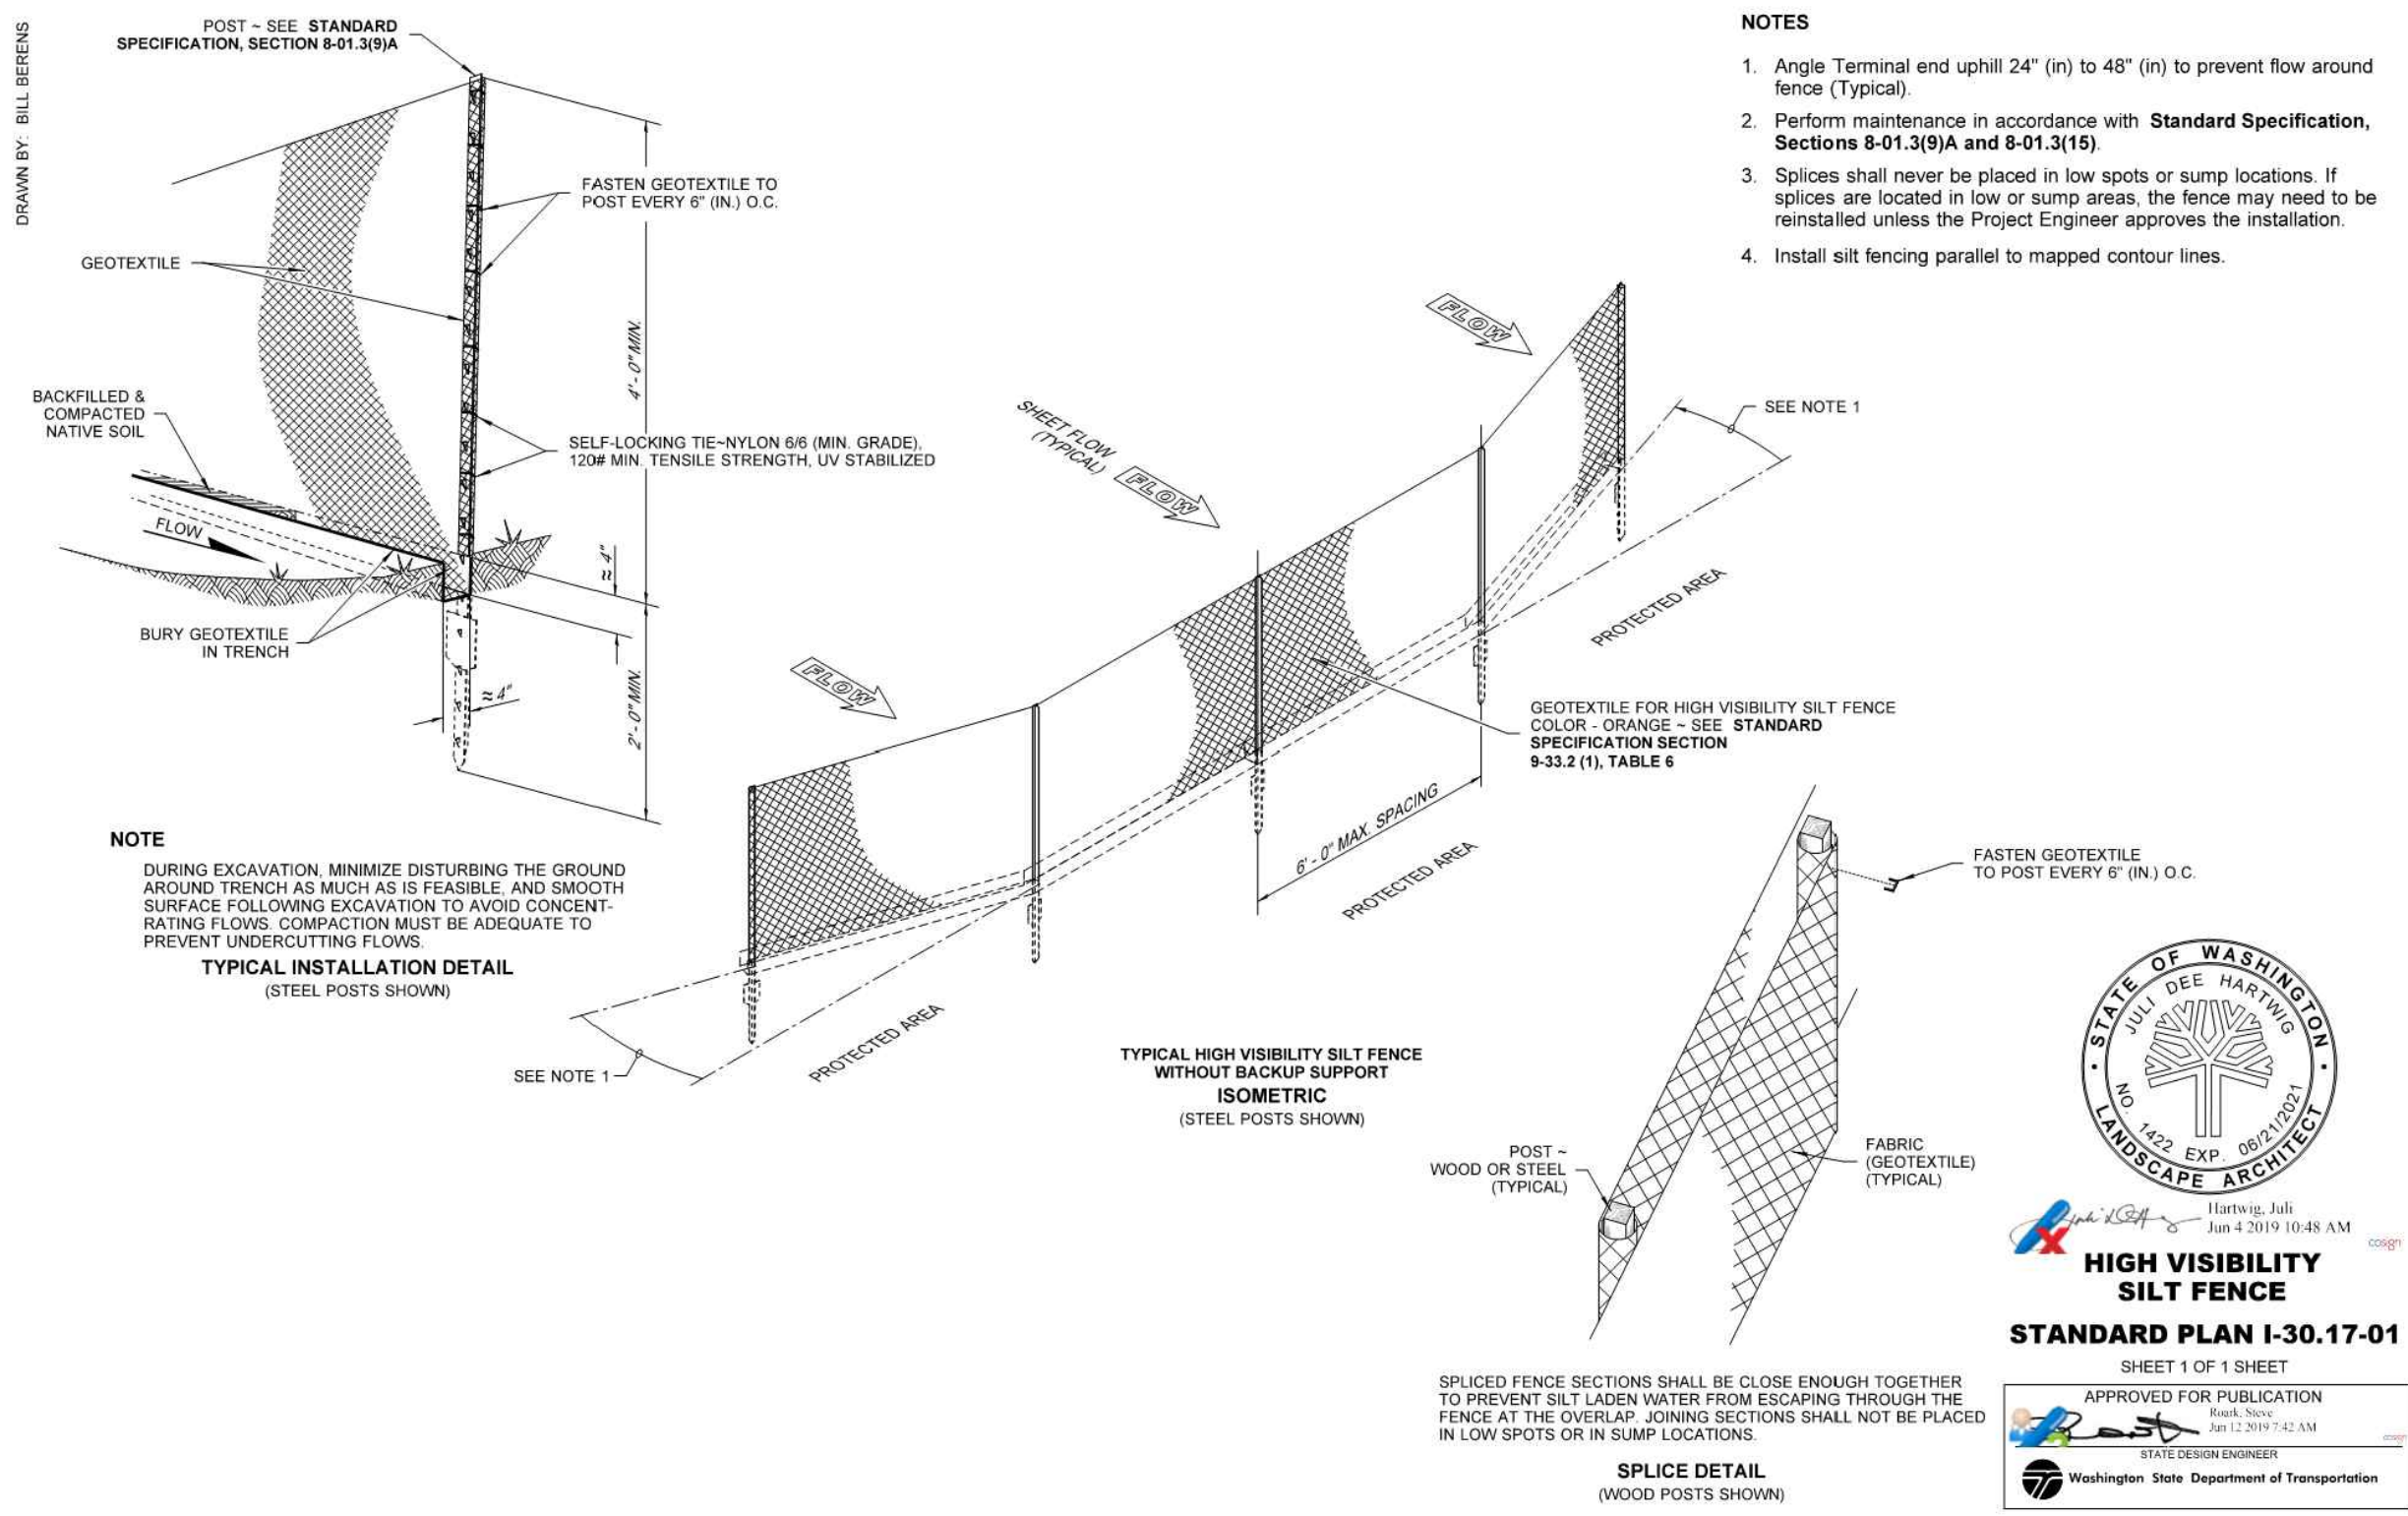 DRAWN BY: BILL BERENS
POST ~ SEE STANDARD
SPECIFICATION, SECTION 8-01.3(9)A
FASTEN GEOTEXTILE TO
POST EVERY 6" (IN.) O.C.
GEOTEXTILE
4' - 0" MIN.
BACKFILLED &
COMPACTED
NATIVE SOIL
SELF-LOCKING TIE~NYLON 6/6 (MIN. GRADE),
120# MIN. TENSILE STRENGTH, UV STABILIZED
FLOW
≈ 4"
BURY GEOTEXTILE
IN TRENCH
≈ 4"
2' - 0" MIN.
NOTE
DURING EXCAVATION, MINIMIZE DISTURBING THE GROUND
AROUND TRENCH AS MUCH AS IS FEASIBLE, AND SMOOTH
SURFACE FOLLOWING EXCAVATION TO AVOID CONCENT-
RATING FLOWS. COMPACTION MUST BE ADEQUATE TO
PREVENT UNDERCUTTING FLOWS.
TYPICAL INSTALLATION DETAIL
(STEEL POSTS SHOWN)
NOTES
1. Angle Terminal end uphill 24" (in) to 48" (in) to prevent flow around
fence (Typical).
2. Perform maintenance in accordance with Standard Specification,
Sections 8-01.3(9)A and 8-01.3(15).
3. Splices shall never be placed in low spots or sump locations. If
splices are located in low or sump areas, the fence may need to be
reinstalled unless the Project Engineer approves the installation.
4. Install silt fencing parallel to mapped contour lines.
FLOW
SHEET FLOW
(TYPICAL)
FLOW
SEE NOTE 1
PROTECTED AREA
FLOW
GEOTEXTILE FOR HIGH VISIBILITY SILT FENCE
COLOR - ORANGE ~ SEE STANDARD
SPECIFICATION SECTION
9-33.2 (1), TABLE 6
6' - 0" MAX. SPACING
PROTECTED AREA
PROTECTED AREA
SEE NOTE 1
TYPICAL HIGH VISIBILITY SILT FENCE
WITHOUT BACKUP SUPPORT
ISOMETRIC
(STEEL POSTS SHOWN)
FASTEN GEOTEXTILE
TO POST EVERY 6" (IN.) O.C.
POST ~
WOOD OR STEEL
(TYPICAL)
FABRIC
(GEOTEXTILE)
(TYPICAL)
SPLICED FENCE SECTIONS SHALL BE CLOSE ENOUGH TOGETHER
TO PREVENT SILT LADEN WATER FROM ESCAPING THROUGH THE
FENCE AT THE OVERLAP. JOINING SECTIONS SHALL NOT BE PLACED
IN LOW SPOTS OR IN SUMP LOCATIONS.
SPLICE DETAIL
(WOOD POSTS SHOWN)
STATE OF WASHINGTON
JULI DEE HARTWIG
NO. 1422 EXP. 06/21/2021
LANDSCAPE ARCHITECT
Hartwig, Juli
Jun 4 2019 10:48 AM
cosign
HIGH VISIBILITY
SILT FENCE
STANDARD PLAN I-30.17-01
SHEET 1 OF 1 SHEET
APPROVED FOR PUBLICATION
Roark, Steve
Jun 12 2019 7:42 AM
cosign
STATE DESIGN ENGINEER
Washington State Department of Transportation